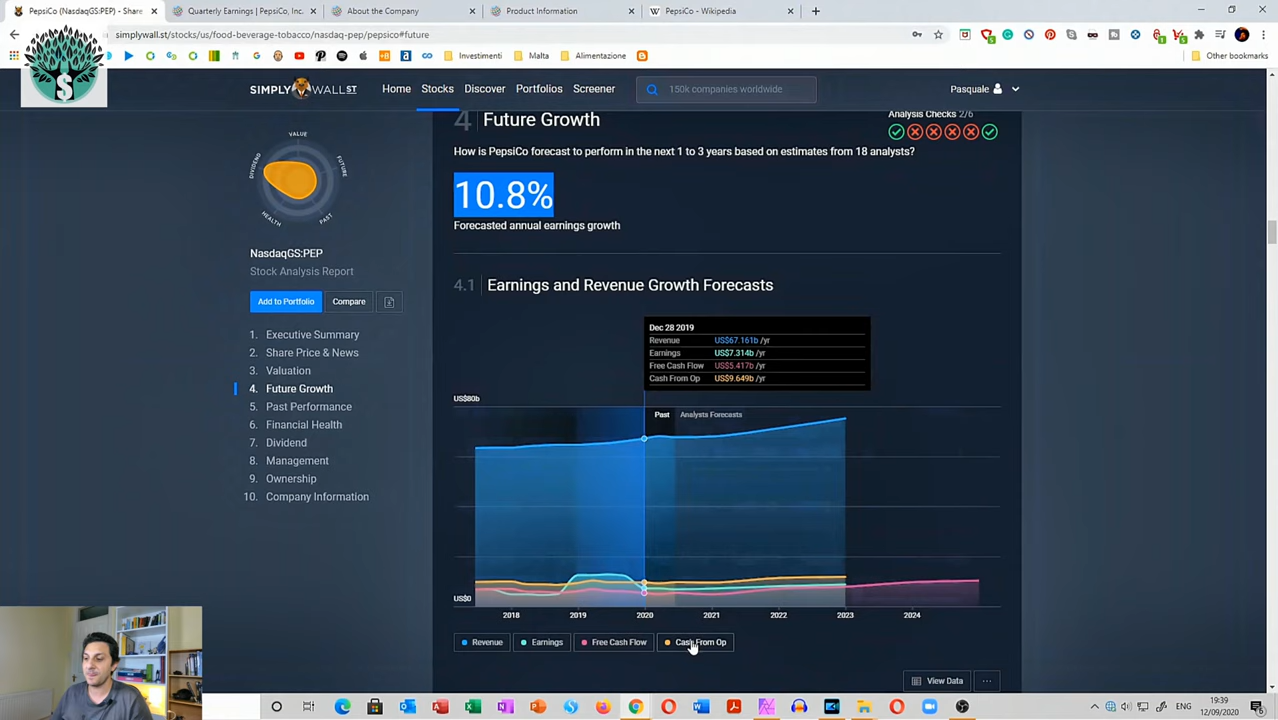 PepsiCo (NasdaqGS:PEP) - Share
Quarterly Earnings | PepsiCo, Inc.
About the Company
Product Information
PepsiCo - Wikipedia
simplywall.st/stocks/us/food-beverage-tobacco/nasdaq-pep/pepsico#future
Investimenti
Malta
Alimentazione
Other bookmarks
$
SIMPLY WALL ST
Home
Stocks
Discover
Portfolios
Screener
150k companies worldwide
Pasquale
VALUE
FUTURE
PAST
HEALTH
DIVIDEND
NasdaqGS:PEP
Stock Analysis Report
Add to Portfolio
Compare
1. Executive Summary
2. Share Price & News
3. Valuation
4. Future Growth
5. Past Performance
6. Financial Health
7. Dividend
8. Management
9. Ownership
10. Company Information
4 Future Growth
Analysis Checks 2/6
How is PepsiCo forecast to perform in the next 1 to 3 years based on estimates from 18 analysts?
10.8%
Forecasted annual earnings growth
4.1 Earnings and Revenue Growth Forecasts
Dec 28 2019
Revenue US$67.161b /yr
Earnings US$7.314b /yr
Free Cash Flow US$5.417b /yr
Cash From Op US$9.649b /yr
US$80b
Past
Analysts Forecasts
US$0
2018 2019 2020 2021 2022 2023 2024
Revenue
Earnings
Free Cash Flow
Cash From Op
View Data
19:39
12/09/2020